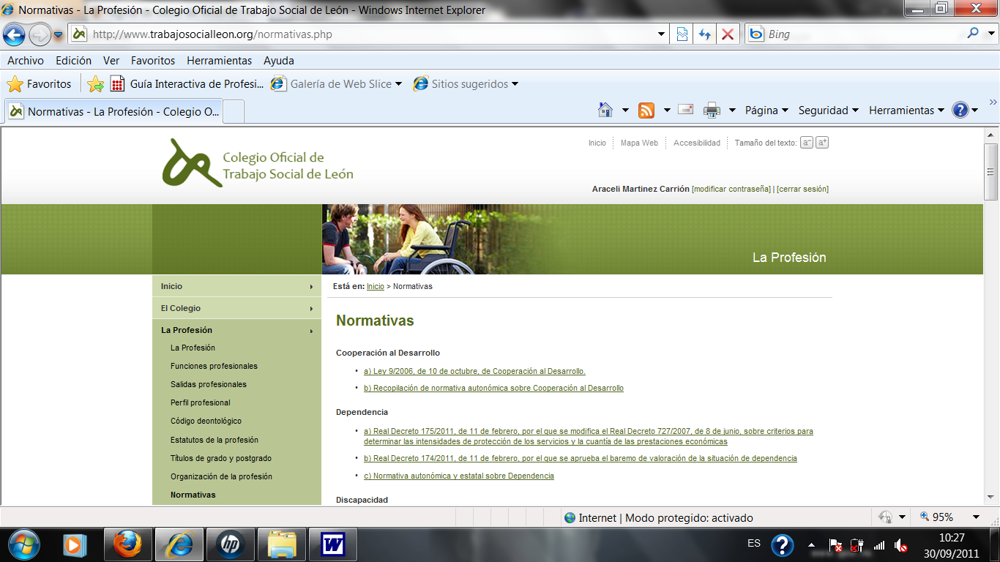 Normativas - La Profesión - Colegio Oficial de Trabajo Social de León - Windows Internet Explorer
http://www.trabajosocialleon.org/normativas.php
Bing
Archivo Edición Ver Favoritos Herramientas Ayuda
Favoritos Guía Interactiva de Profesi... Galería de Web Slice Sitios sugeridos
Normativas - La Profesión - Colegio O... Página Seguridad Herramientas
Inicio Mapa Web Accesibilidad Tamaño del texto: a- a+
Colegio Oficial de
Trabajo Social de León
Araceli Martinez Carrión [modificar contraseña] | [cerrar sesión]
La Profesión
Inicio
El Colegio
La Profesión
La Profesión
Funciones profesionales
Salidas profesionales
Perfil profesional
Código deontológico
Estatutos de la profesión
Títulos de grado y postgrado
Organización de la profesión
Normativas
Está en: Inicio > Normativas
Normativas
Cooperación al Desarrollo
• a) Ley 9/2006, de 10 de octubre, de Cooperación al Desarrollo.
• b) Recopilación de normativa autonómica sobre Cooperación al Desarrollo
Dependencia
• a) Real Decreto 175/2011, de 11 de febrero, por el que se modifica el Real Decreto 727/2007, de 8 de junio, sobre criterios para
determinar las intensidades de protección de los servicios y la cuantía de las prestaciones económicas
• b) Real Decreto 174/2011, de 11 de febrero, por el que se aprueba el baremo de valoración de la situación de dependencia
• c) Normativa autonómica y estatal sobre Dependencia
Discapacidad
Internet | Modo protegido: activado
95%
hp
W
ES
10:27
30/09/2011